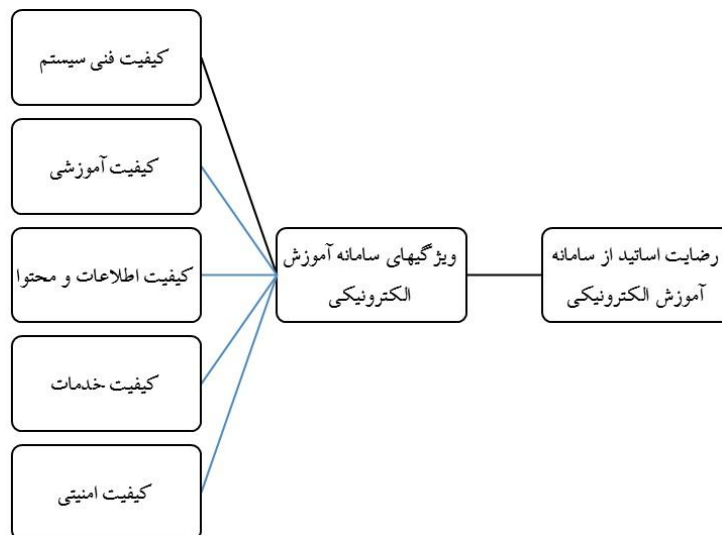 کیفیت فنی سیستم
کیفیت آموزشی
کیفیت اطلاعات و محتوا
کیفیت خدمات
کیفیت امنیتی
ویژگیهای سامانه آموزش
الکترونیکی
رضایت اساتید از سامانه
آموزش الکترونیکی